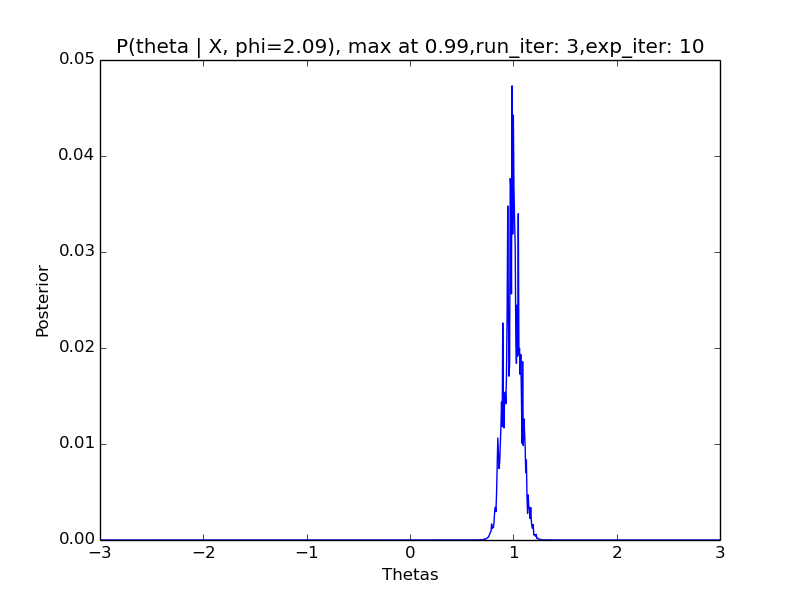 P(theta | X, phi=2.09), max at 0.99,run_iter: 3,exp_iter: 10
0.05
0.04
0.03
0.02
0.01
0.00
Posterior
−3 −2 −1 0 1 2 3
Thetas